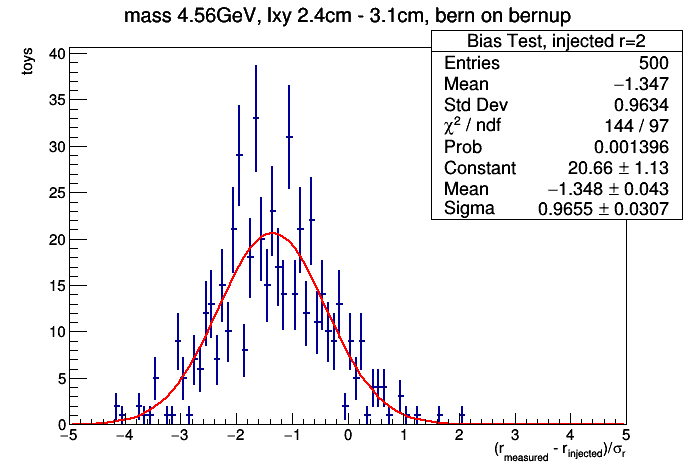 mass 4.56GeV, lxy 2.4cm - 3.1cm, bern on bernup
Bias Test, injected r=2
Entries 500
Mean −1.347
Std Dev 0.9634
χ² / ndf 144 / 97
Prob 0.001396
Constant 20.66 ± 1.13
Mean −1.348 ± 0.043
Sigma 0.9655 ± 0.0307
toys
40
35
30
25
20
15
10
5
0
−5 −4 −3 −2 −1 0 1 2 3 4 5
(r_measured - r_injected)/σ_r